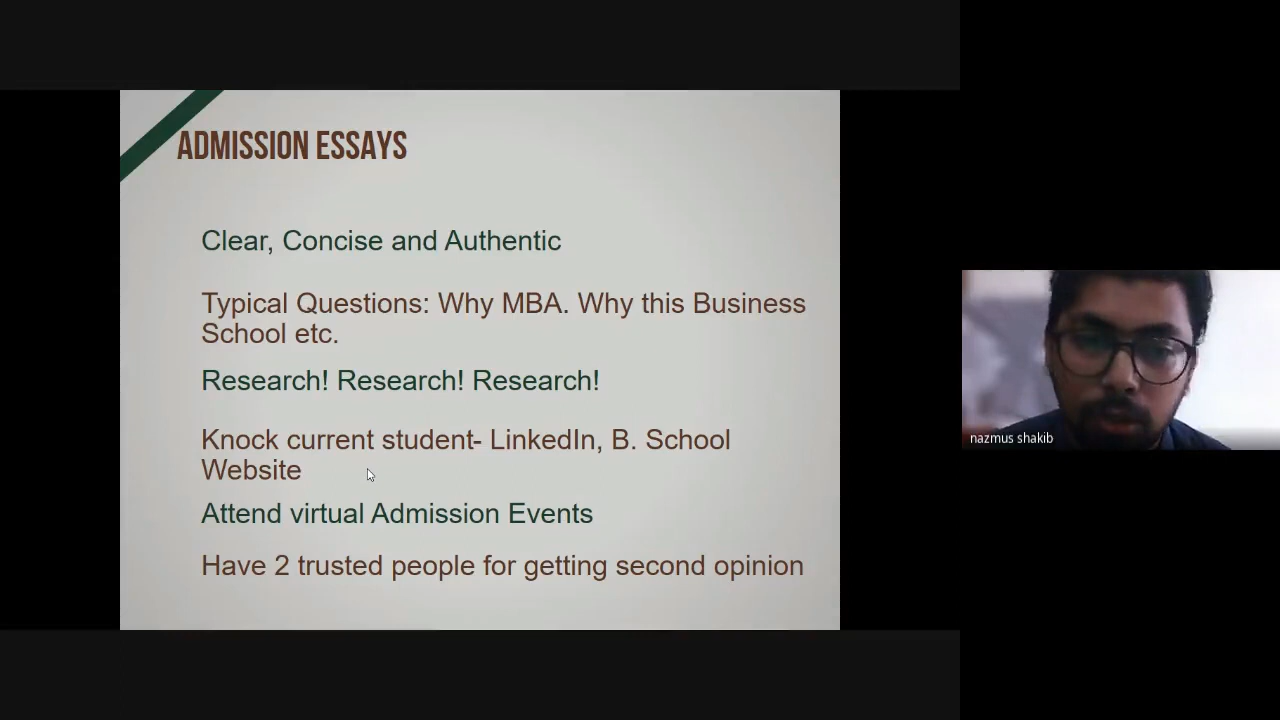 ADMISSION ESSAYS
Clear, Concise and Authentic
Typical Questions: Why MBA. Why this Business
School etc.
Research! Research! Research!
Knock current student- LinkedIn, B. School
Website
Attend virtual Admission Events
Have 2 trusted people for getting second opinion
nazmus shakib